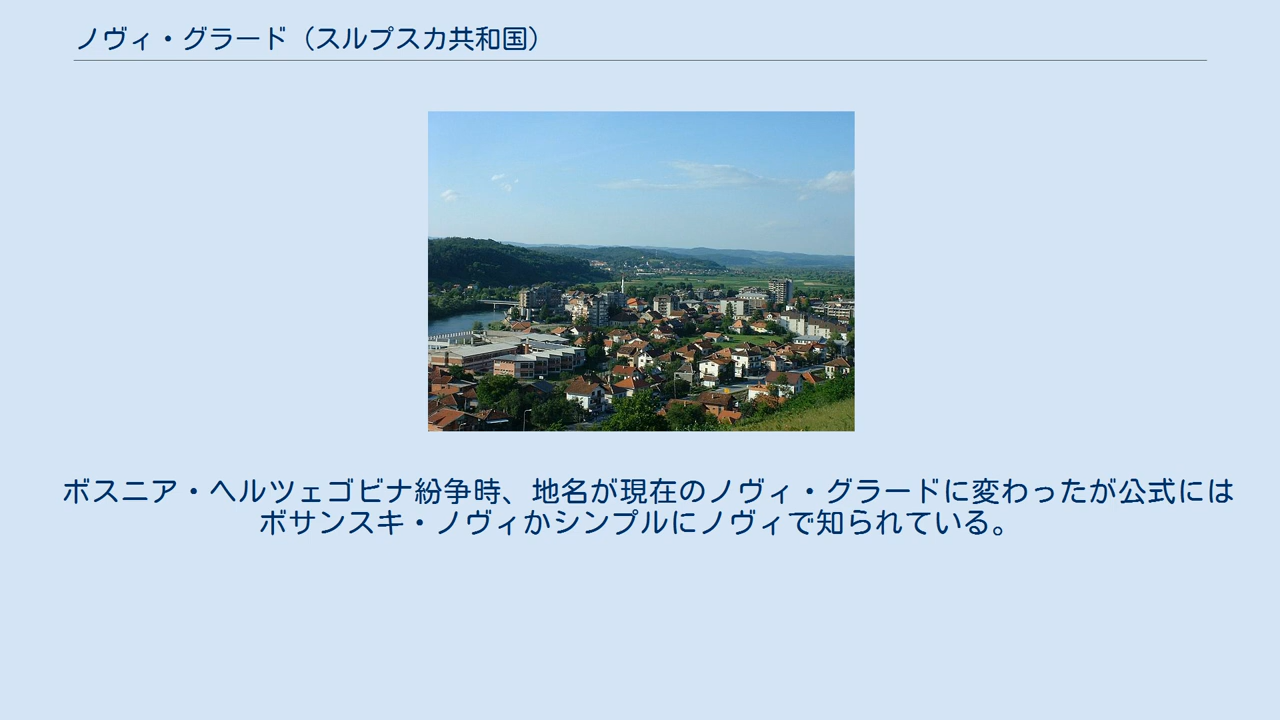 ノヴィ・グラード（スルプスカ共和国）
ボスニア・ヘルツェゴビナ紛争時、地名が現在のノヴィ・グラードに変わったが公式には
ボサンスキ・ノヴィかシンプルにノヴィで知られている。